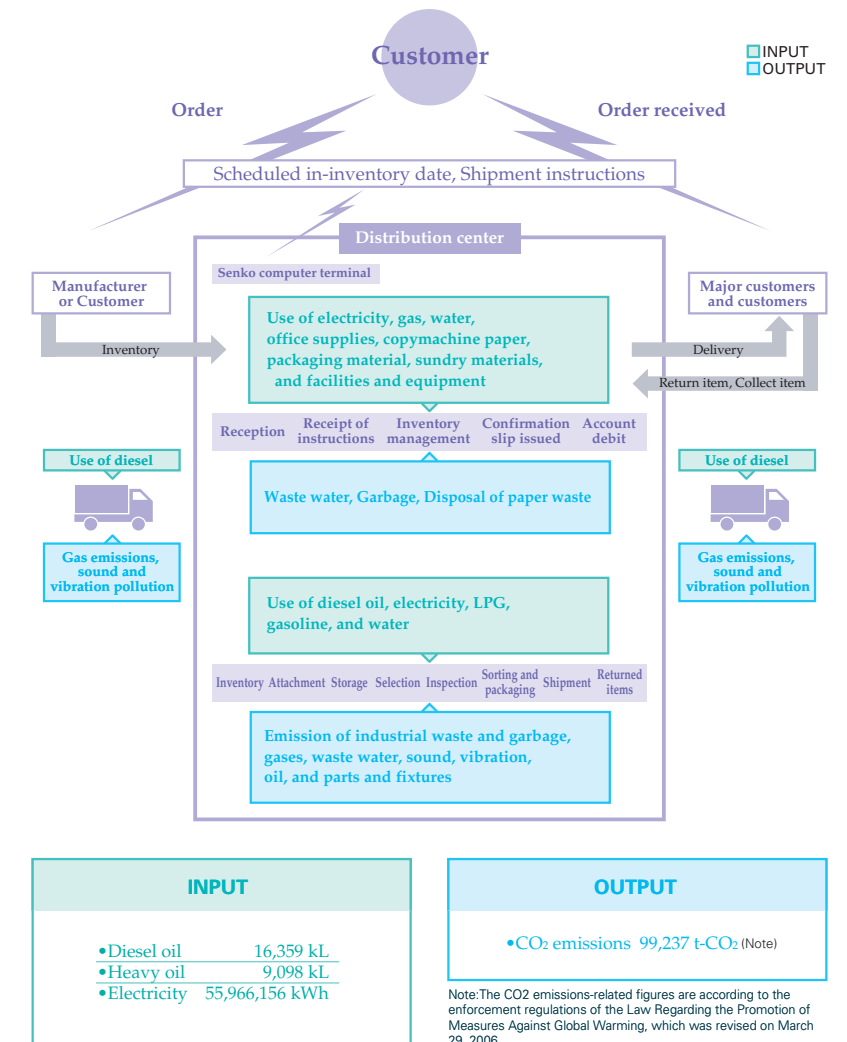 Customer
INPUT
OUTPUT
Order
Order received
Scheduled in-inventory date, Shipment instructions
Distribution center
Senko computer terminal
Manufacturer
or Customer
Major customers
and customers
Use of electricity, gas, water,
office supplies, copymachine paper,
packaging material, sundry materials,
and facilities and equipment
Inventory
Delivery
Return item, Collect item
Reception
Receipt of
instructions
Inventory
management
Confirmation
slip issued
Account
debit
Use of diesel
Use of diesel
Waste water, Garbage, Disposal of paper waste
Gas emissions,
sound and
vibration pollution
Gas emissions,
sound and
vibration pollution
Use of diesel oil, electricity, LPG,
gasoline, and water
Inventory
Attachment
Storage
Selection
Inspection
Sorting and
packaging
Shipment
Returned
items
Emission of industrial waste and garbage,
gases, waste water, sound, vibration,
oil, and parts and fixtures
INPUT
•Diesel oil 16,359 kL
•Heavy oil 9,098 kL
•Electricity 55,966,156 kWh
OUTPUT
•CO2 emissions 99,237 t-CO2 (Note)
Note:The CO2 emissions-related figures are according to the
enforcement regulations of the Law Regarding the Promotion of
Measures Against Global Warming, which was revised on March
29, 2006